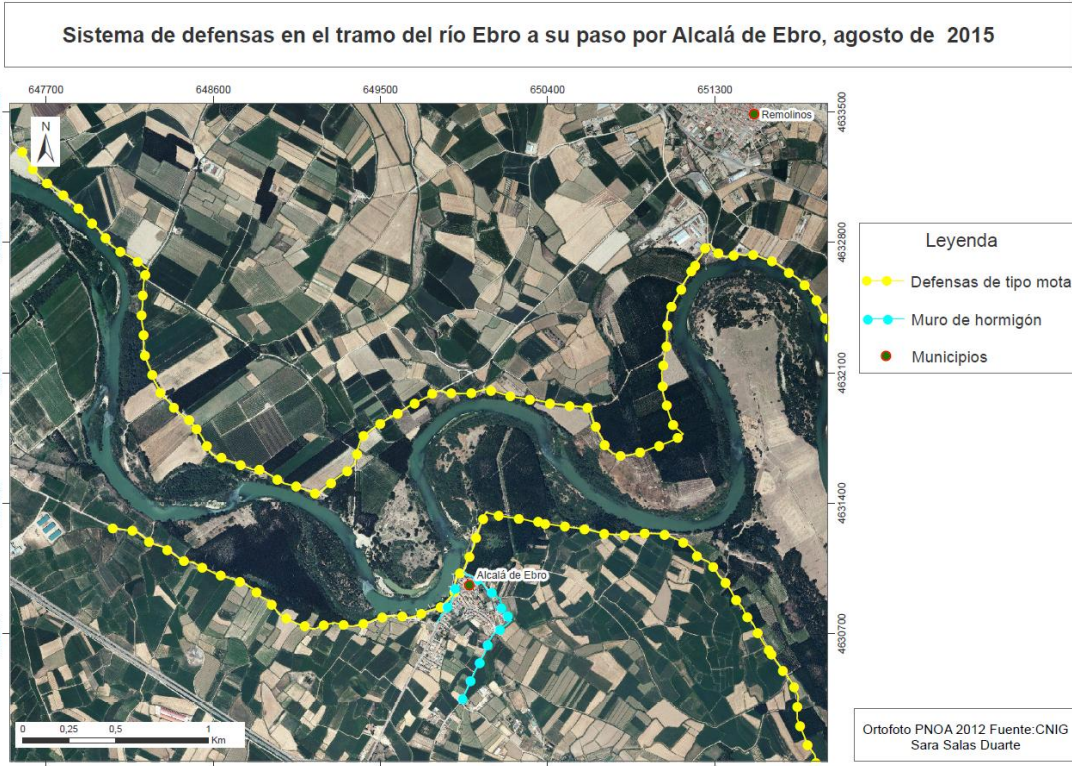 Sistema de defensas en el tramo del río Ebro a su paso por Alcalá de Ebro, agosto de 2015
647700 648600 649500 650400 651300
N
Remolinos
4633500
4632800
4632100
4631400
4630700
Alcalá de Ebro
Leyenda
Defensas de tipo mota
Muro de hormigón
Municipios
0 0,25 0,5 1
Km
Ortofoto PNOA 2012 Fuente:CNIG
Sara Salas Duarte